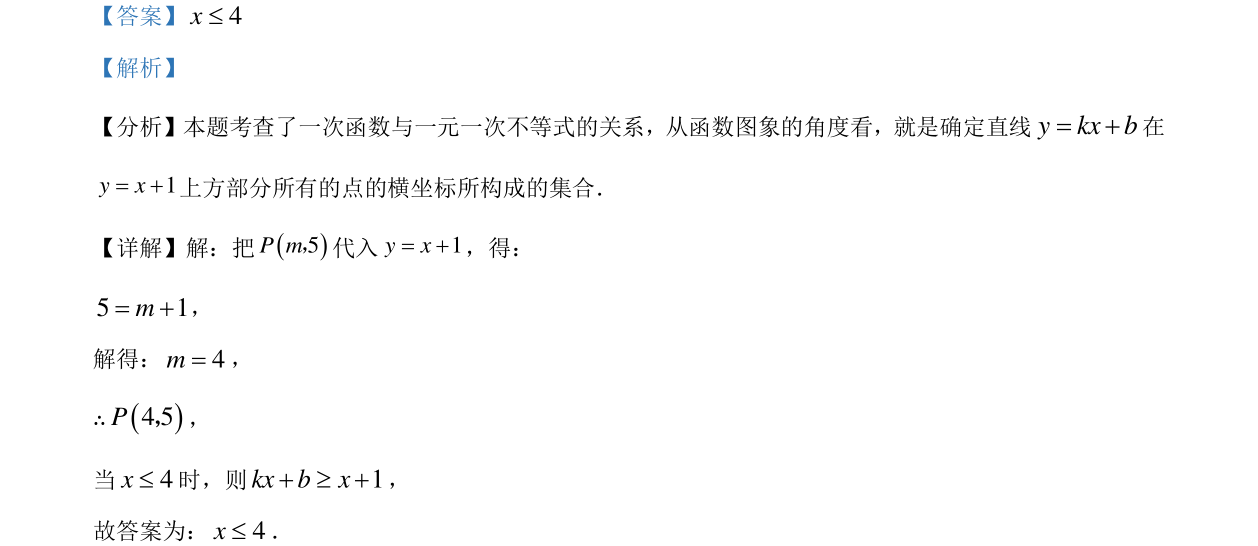 【答案】x ≤ 4
【解析】
【分析】本题考查了一次函数与一元一次不等式的关系，从函数图象的角度看，就是确定直线 y = kx + b 在
y = x +1上方部分所有的点的横坐标所构成的集合．
【详解】解：把 P(m,5) 代入 y = x +1，得：
5 = m +1，
解得： m = 4，
∴ P(4,5)，
当 x ≤ 4 时，则 kx + b ≥ x +1，
故答案为： x ≤ 4．